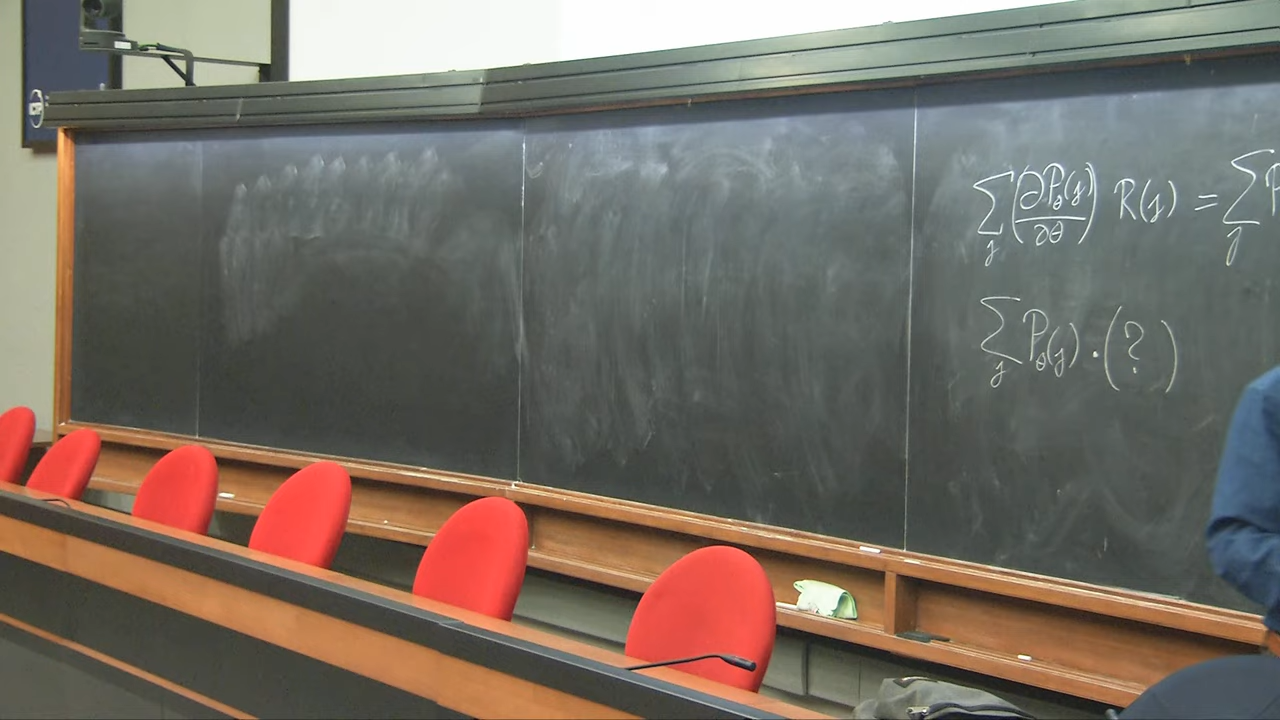 ∑_y (∂P_θ(y)/∂θ) R(y) = ∑_y P
∑_y P_θ(y) · (?)